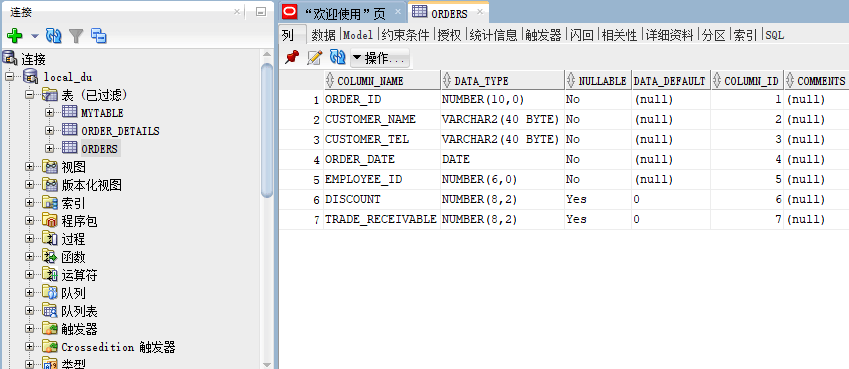 连接
连接
local_du
表 (已过滤)
MYTABLE
ORDER_DETAILS
ORDERS
视图
版本化视图
索引
程序包
过程
函数
运算符
队列
队列表
触发器
Crossedition 触发器
类型
“欢迎使用”页 ORDERS
列 数据 Model 约束条件 授权 统计信息 触发器 闪回 相关性 详细资料 分区 索引 SQL
操作...
COLUMN_NAME DATA_TYPE NULLABLE DATA_DEFAULT COLUMN_ID COMMENTS
1 ORDER_ID NUMBER(10,0) No (null) 1 (null)
2 CUSTOMER_NAME VARCHAR2(40 BYTE) No (null) 2 (null)
3 CUSTOMER_TEL VARCHAR2(40 BYTE) No (null) 3 (null)
4 ORDER_DATE DATE No (null) 4 (null)
5 EMPLOYEE_ID NUMBER(6,0) No (null) 5 (null)
6 DISCOUNT NUMBER(8,2) Yes 0 6 (null)
7 TRADE_RECEIVABLE NUMBER(8,2) Yes 0 7 (null)